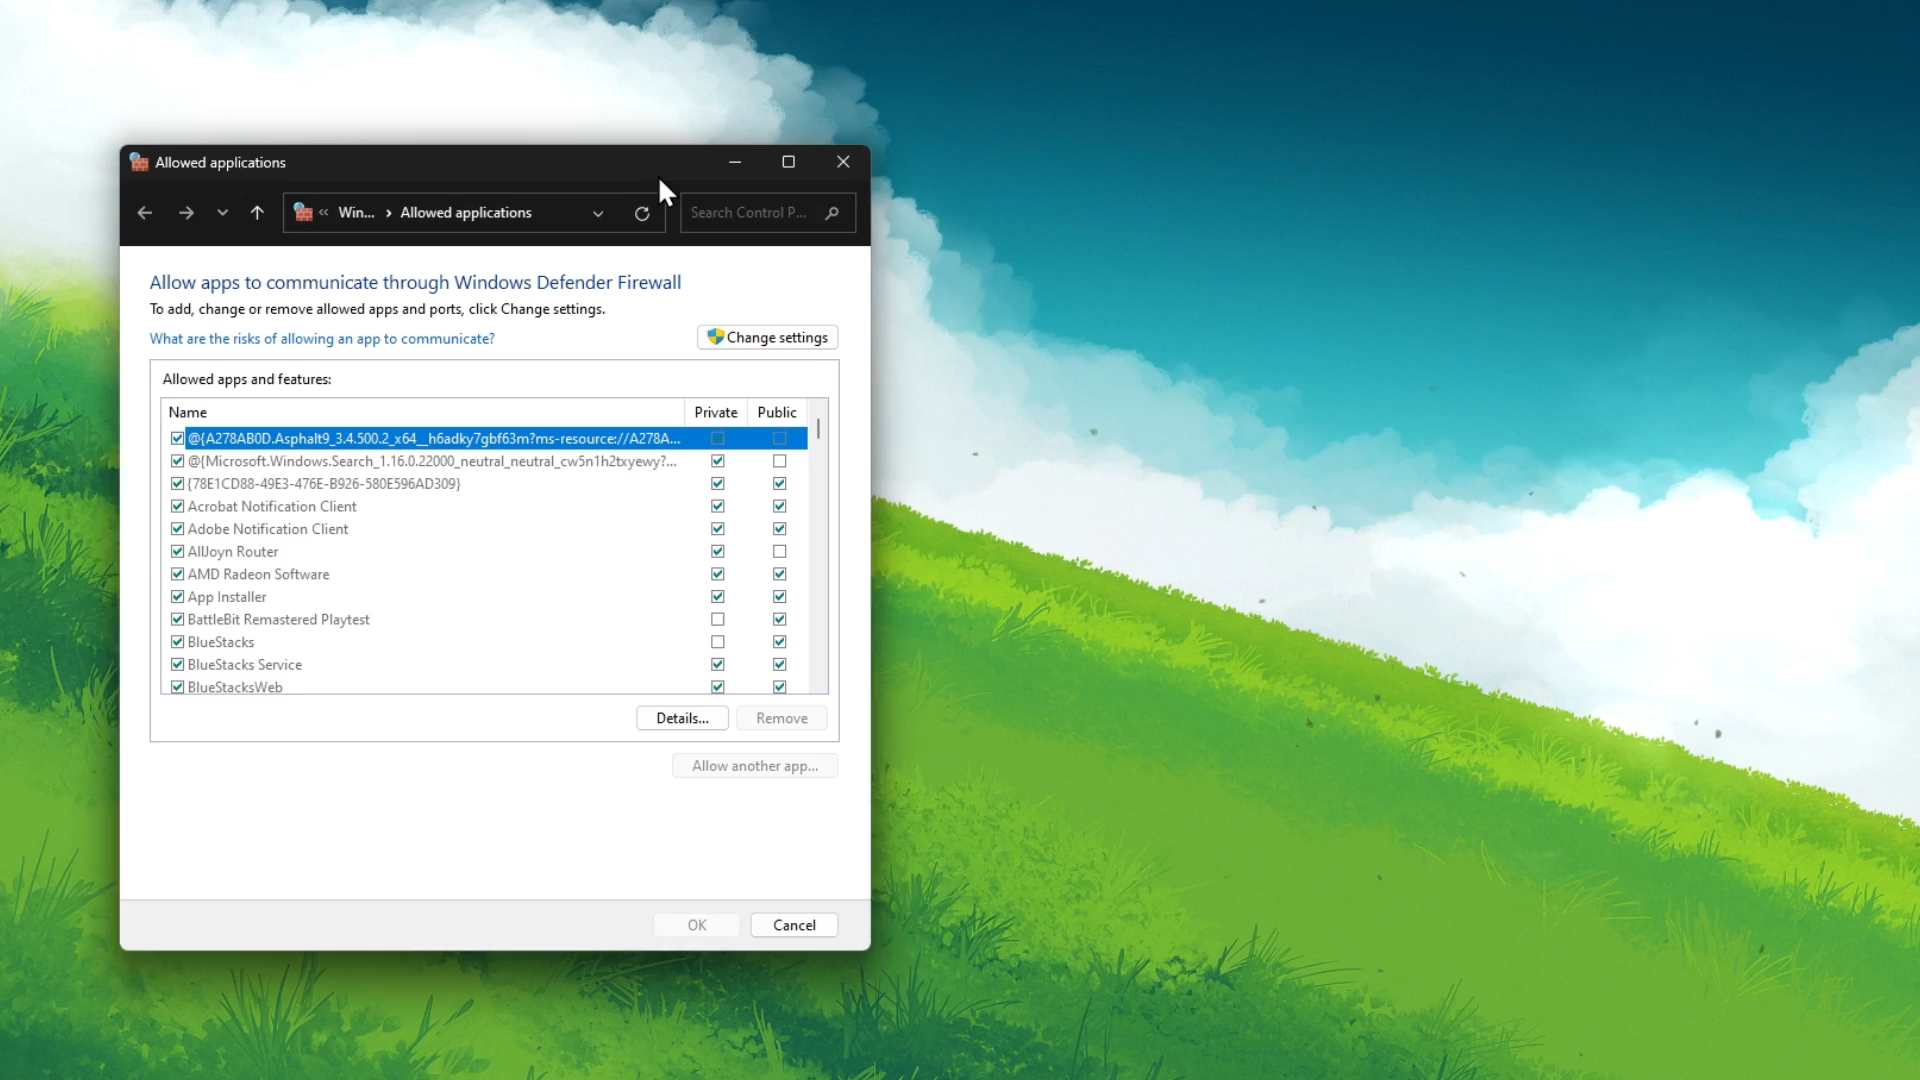 Allowed applications
« Win... › Allowed applications
Search Control P...
Allow apps to communicate through Windows Defender Firewall
To add, change or remove allowed apps and ports, click Change settings.
What are the risks of allowing an app to communicate?
Change settings
Allowed apps and features:
Name Private Public
@{A278AB0D.Asphalt9_3.4.500.2_x64__h6adky7gbf63m?ms-resource://A278A...
@{Microsoft.Windows.Search_1.16.0.22000_neutral_neutral_cw5n1h2txyewy?...
{78E1CD88-49E3-476E-B926-580E596AD309}
Acrobat Notification Client
Adobe Notification Client
AllJoyn Router
AMD Radeon Software
App Installer
BattleBit Remastered Playtest
BlueStacks
BlueStacks Service
BlueStacksWeb
Details... Remove
Allow another app...
OK Cancel